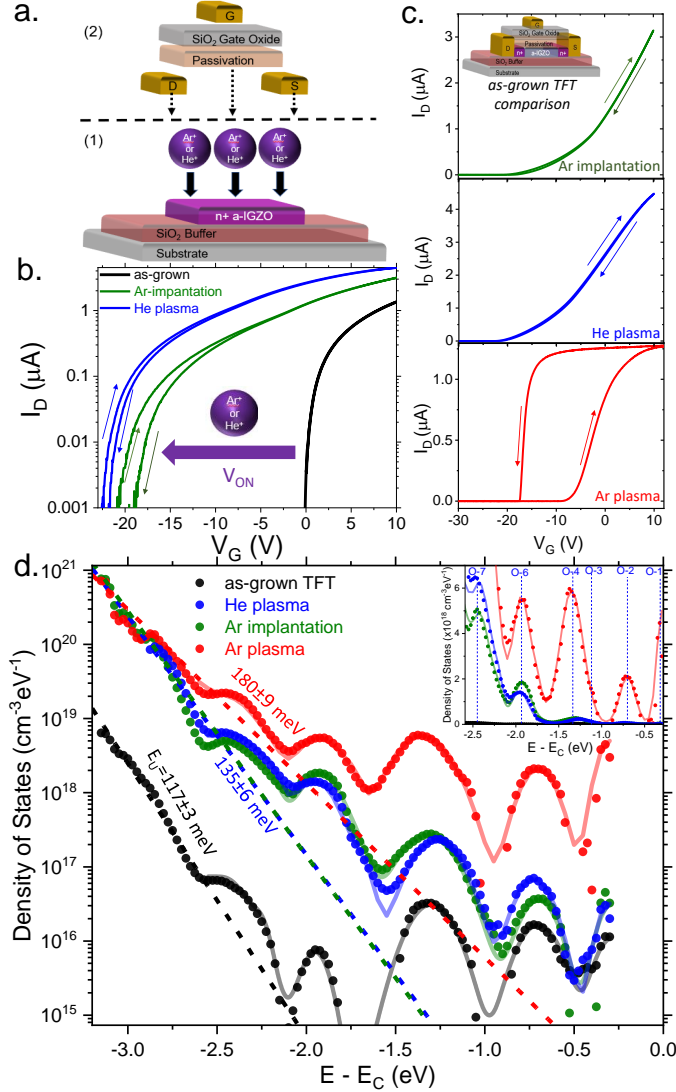 a.
(2)
G
SiO2 Gate Oxide
Passivation
D
S
(1)
Ar+
or
He+
Ar+
or
He+
Ar+
or
He+
n+ a-IGZO
SiO2 Buffer
Substrate
b.
as-grown
Ar-impantation
He plasma
Ar+
or
He+
VON
1
0.1
0.01
0.001
ID (μA)
-20
-15
-10
-5
0
5
10
VG (V)
c.
G
SiO2 Gate Oxide
D
Passivation
S
n+
a-IGZO
n+
SiO2 Buffer
Substrate
as-grown TFT
comparison
Ar implantation
3
2
1
0
ID (μA)
He plasma
4
3
2
1
0
ID (μA)
Ar plasma
1.0
0.5
0.0
ID (μA)
-30
-20
-10
0
10
VG (V)
d.
as-grown TFT
He plasma
Ar implantation
Ar plasma
180±9 meV
135±6 meV
EU=117±3 meV
10^21
10^20
10^19
10^18
10^17
10^16
10^15
Density of States (cm-3eV-1)
-3.0
-2.5
-2.0
-1.5
-1.0
-0.5
0.0
E - EC (eV)
O-7
O-6
O-4
O-3
O-2
O-1
6
4
2
0
Density of States (x10^18 cm-3eV-1)
-2.5
-2.0
-1.5
-1.0
-0.5
E - EC (eV)